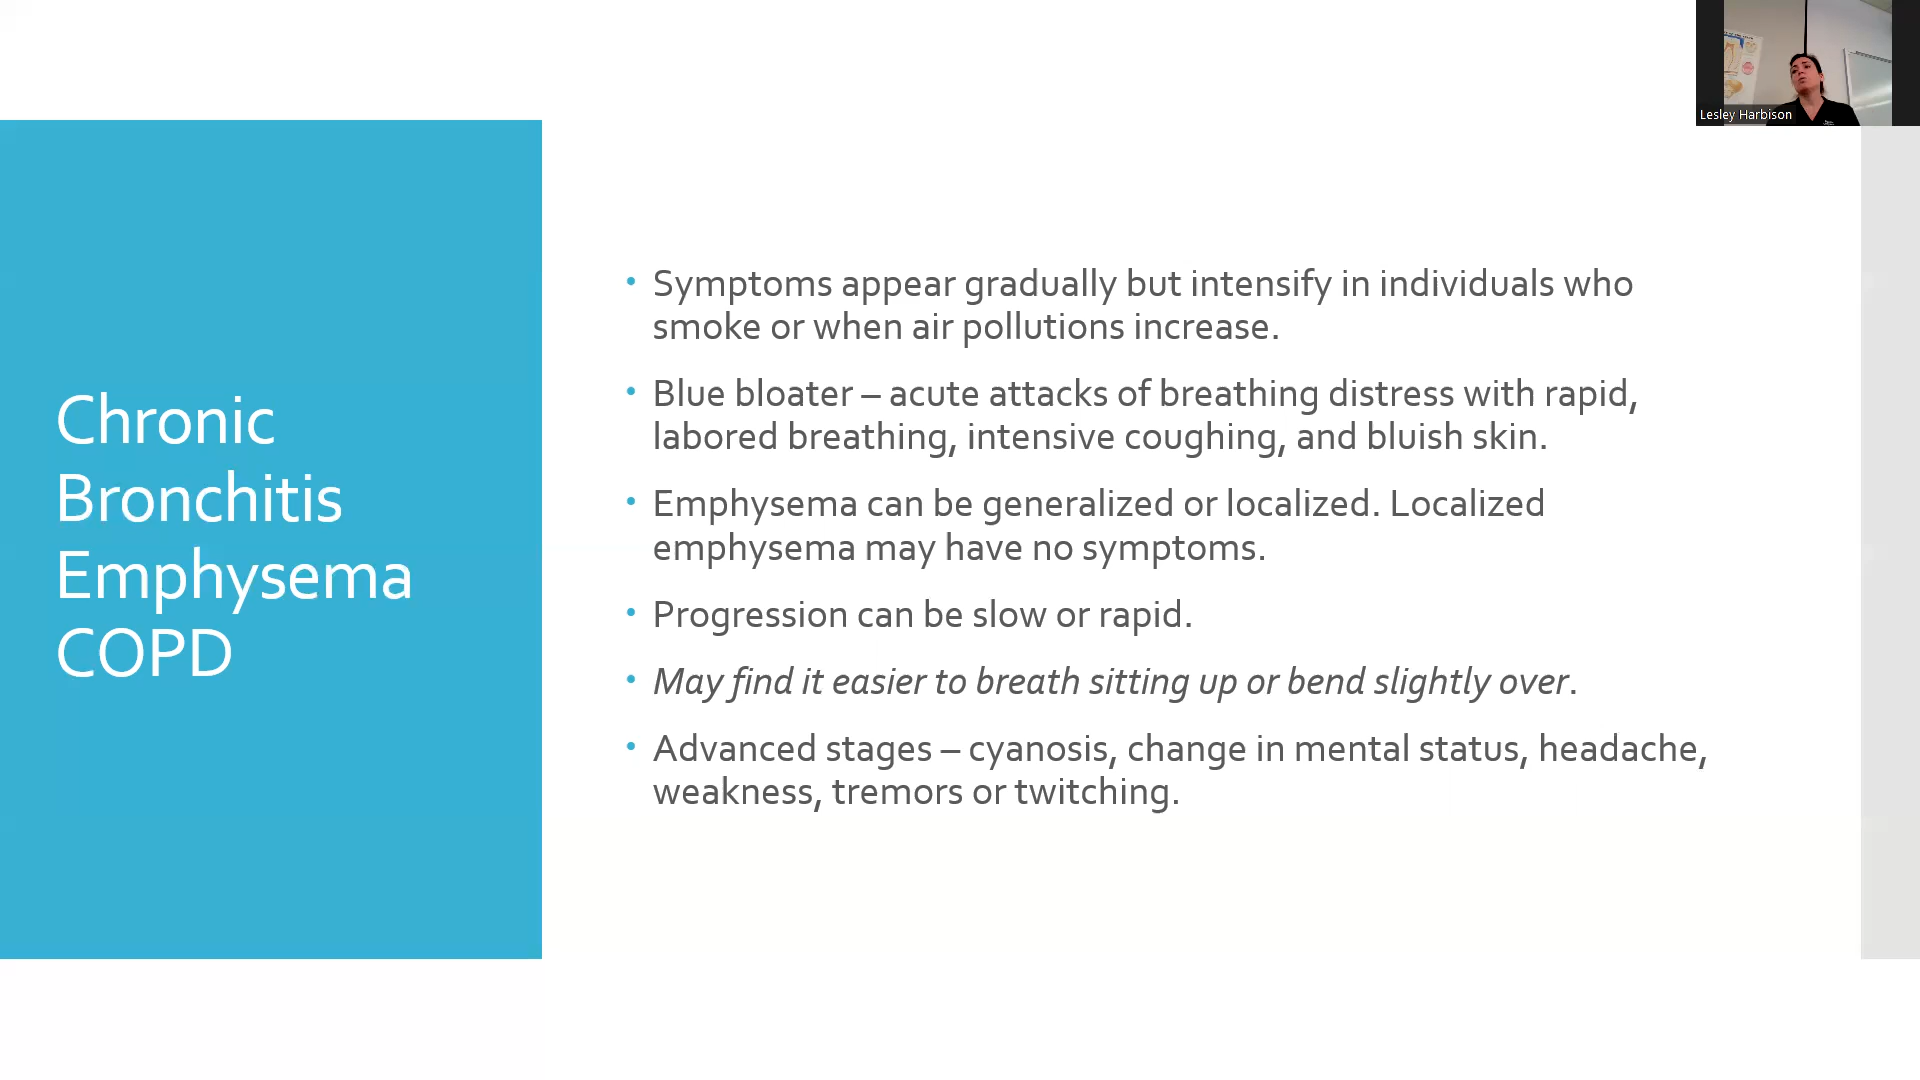 Lesley Harbison
Chronic
Bronchitis
Emphysema
COPD
• Symptoms appear gradually but intensify in individuals who
smoke or when air pollutions increase.
• Blue bloater – acute attacks of breathing distress with rapid,
labored breathing, intensive coughing, and bluish skin.
• Emphysema can be generalized or localized. Localized
emphysema may have no symptoms.
• Progression can be slow or rapid.
• May find it easier to breath sitting up or bend slightly over.
• Advanced stages – cyanosis, change in mental status, headache,
weakness, tremors or twitching.